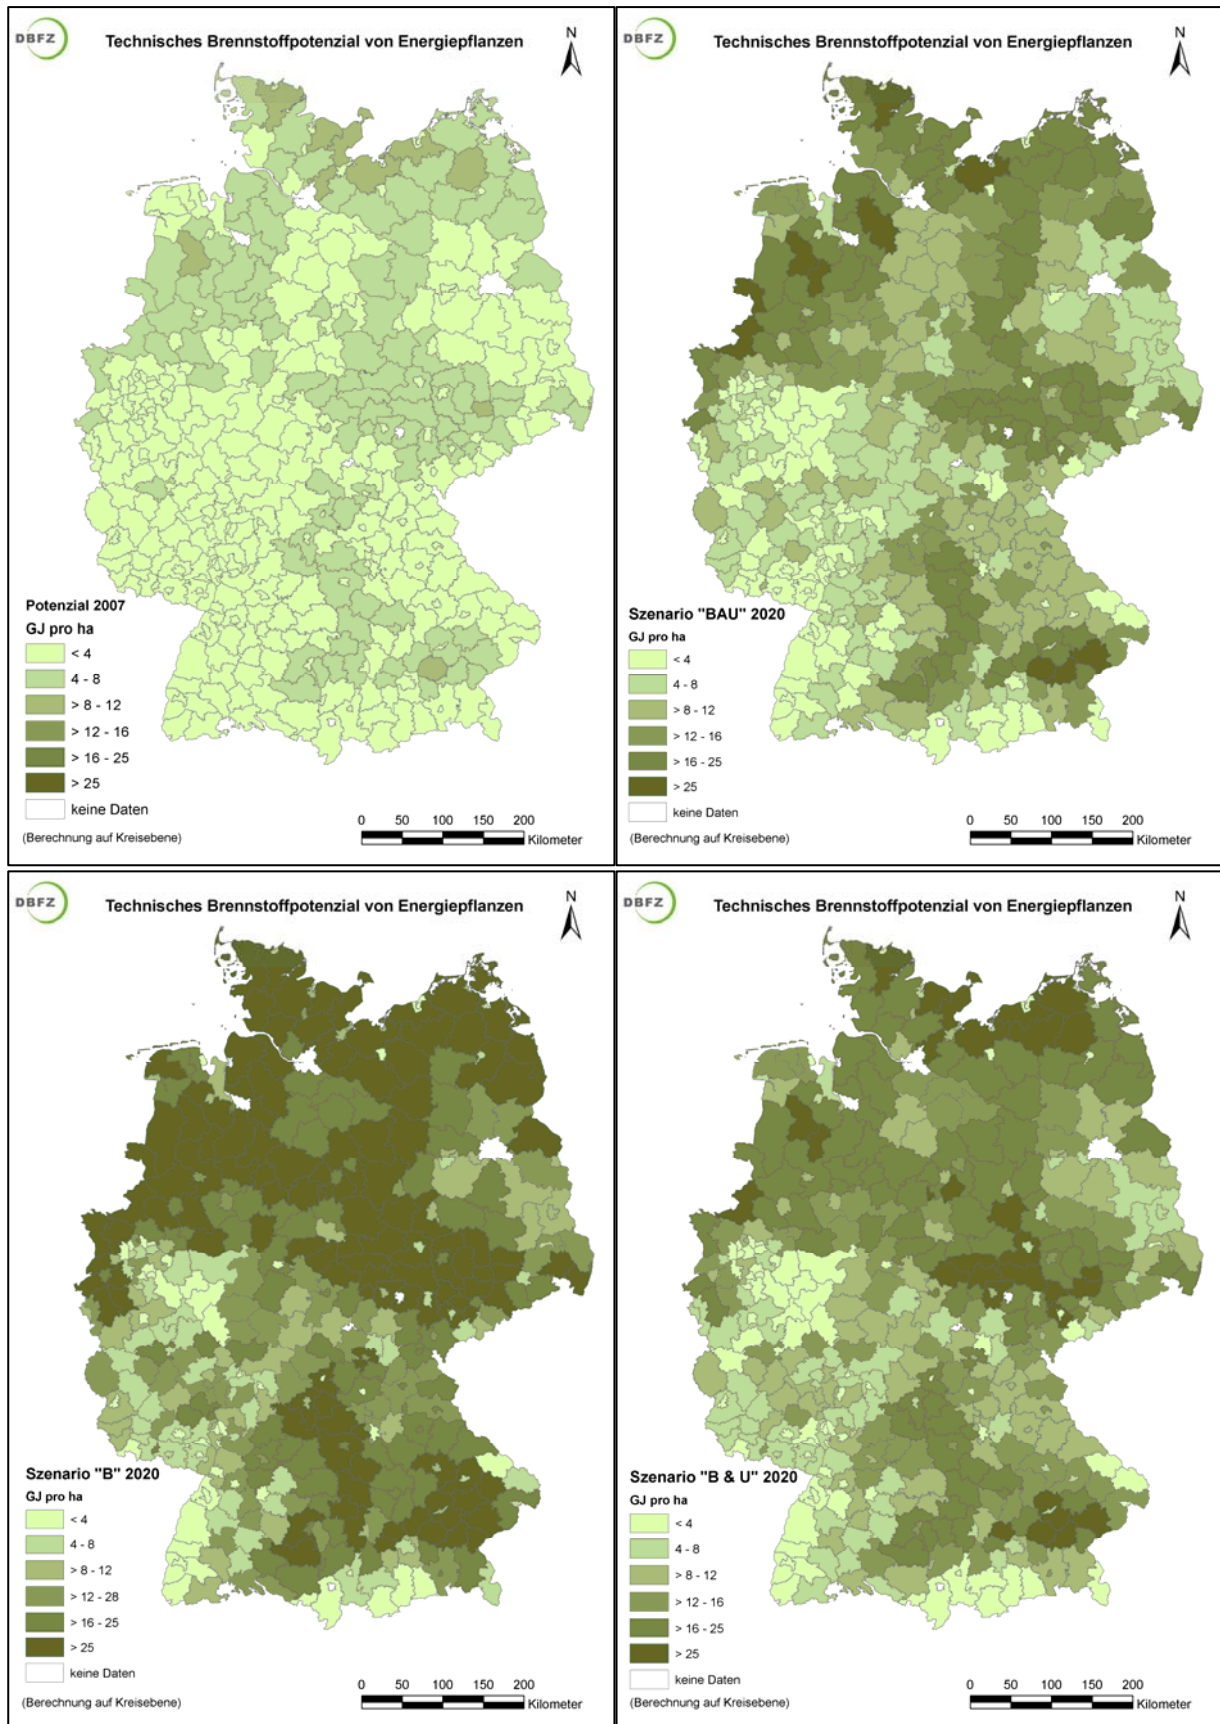 DBFZ
Technisches Brennstoffpotenzial von Energiepflanzen
N
Potenzial 2007
GJ pro ha
< 4
4 - 8
> 8 - 12
> 12 - 16
> 16 - 25
> 25
keine Daten
(Berechnung auf Kreisebene)
0 50 100 150 200
Kilometer
DBFZ
Technisches Brennstoffpotenzial von Energiepflanzen
N
Szenario "BAU" 2020
GJ pro ha
< 4
4 - 8
> 8 - 12
> 12 - 16
> 16 - 25
> 25
keine Daten
(Berechnung auf Kreisebene)
0 50 100 150 200
Kilometer
DBFZ
Technisches Brennstoffpotenzial von Energiepflanzen
N
Szenario "B" 2020
GJ pro ha
< 4
4 - 8
> 8 - 12
> 12 - 28
> 16 - 25
> 25
keine Daten
(Berechnung auf Kreisebene)
0 50 100 150 200
Kilometer
DBFZ
Technisches Brennstoffpotenzial von Energiepflanzen
N
Szenario "B & U" 2020
GJ pro ha
< 4
4 - 8
> 8 - 12
> 12 - 16
> 16 - 25
> 25
keine Daten
(Berechnung auf Kreisebene)
0 50 100 150 200
Kilometer